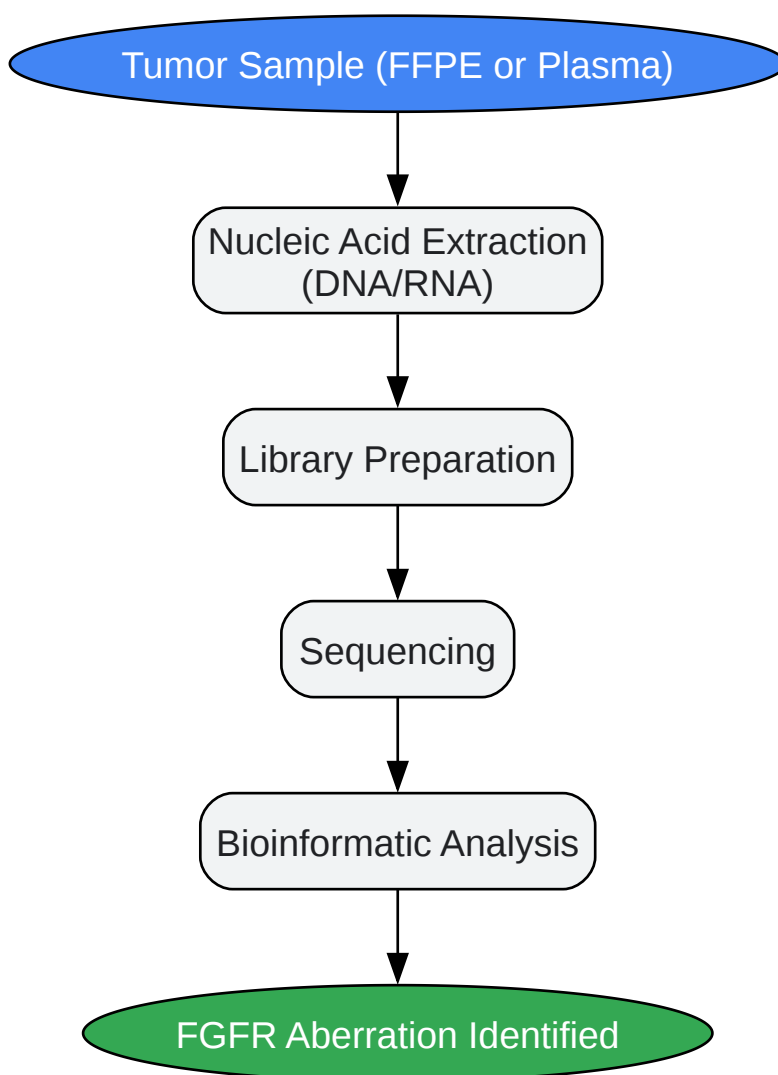 Tumor Sample (FFPE or Plasma)
Nucleic Acid Extraction
(DNA/RNA)
Library Preparation
Sequencing
Bioinformatic Analysis
FGFR Aberration Identified